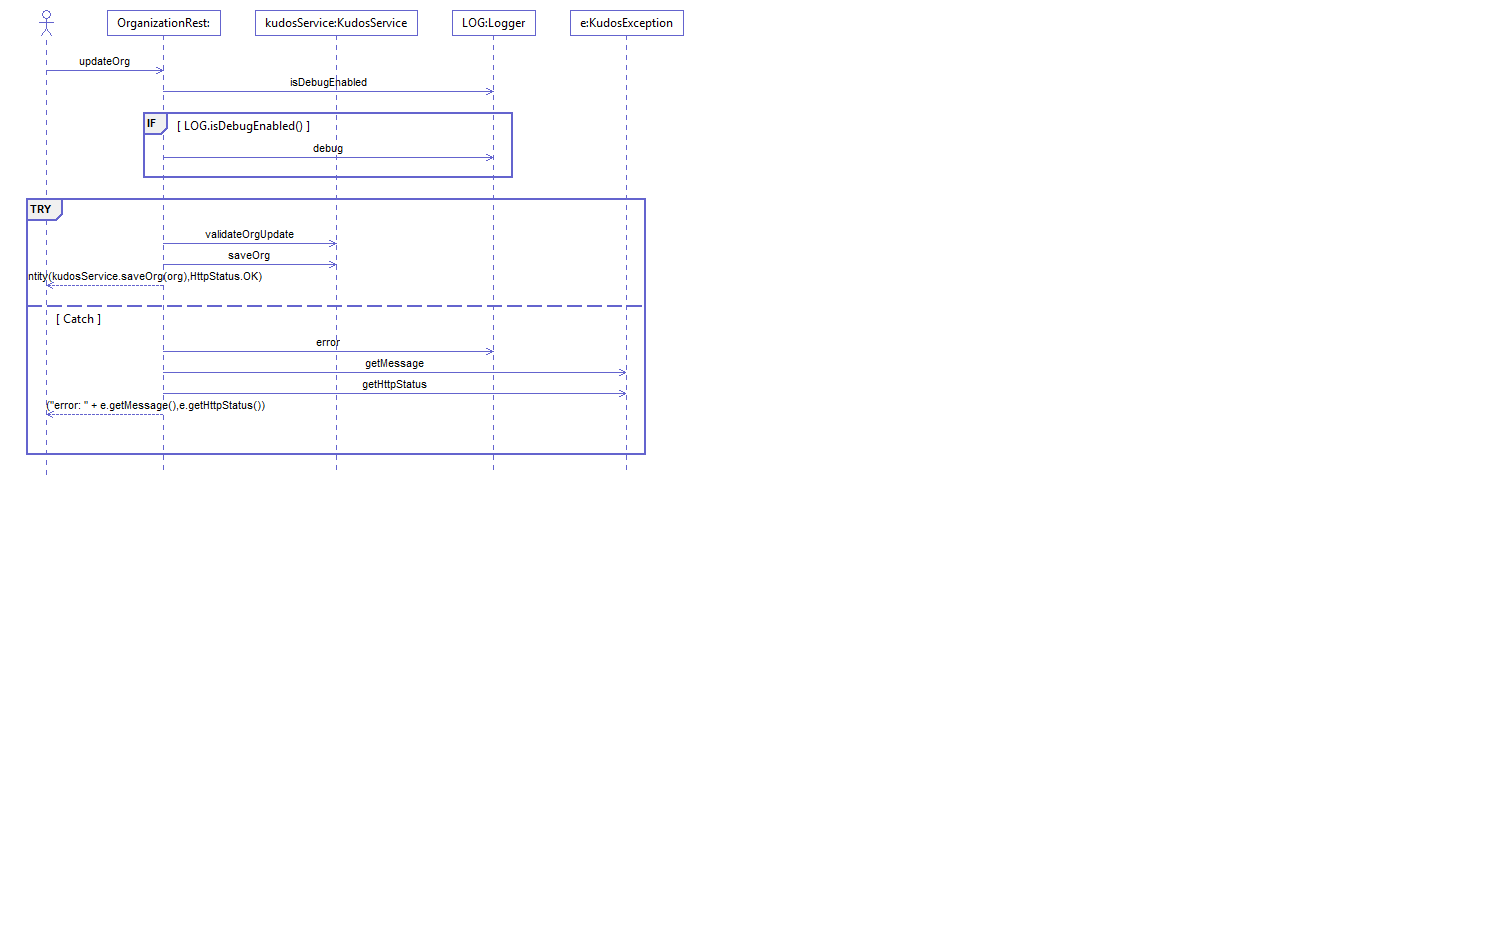 OrganizationRest:
kudosService:KudosService
LOG:Logger
e:KudosException
updateOrg
isDebugEnabled
IF
[ LOG.isDebugEnabled() ]
debug
TRY
validateOrgUpdate
saveOrg
ntity(kudosService.saveOrg(org),HttpStatus.OK)
[ Catch ]
error
getMessage
getHttpStatus
("error: " + e.getMessage(),e.getHttpStatus())